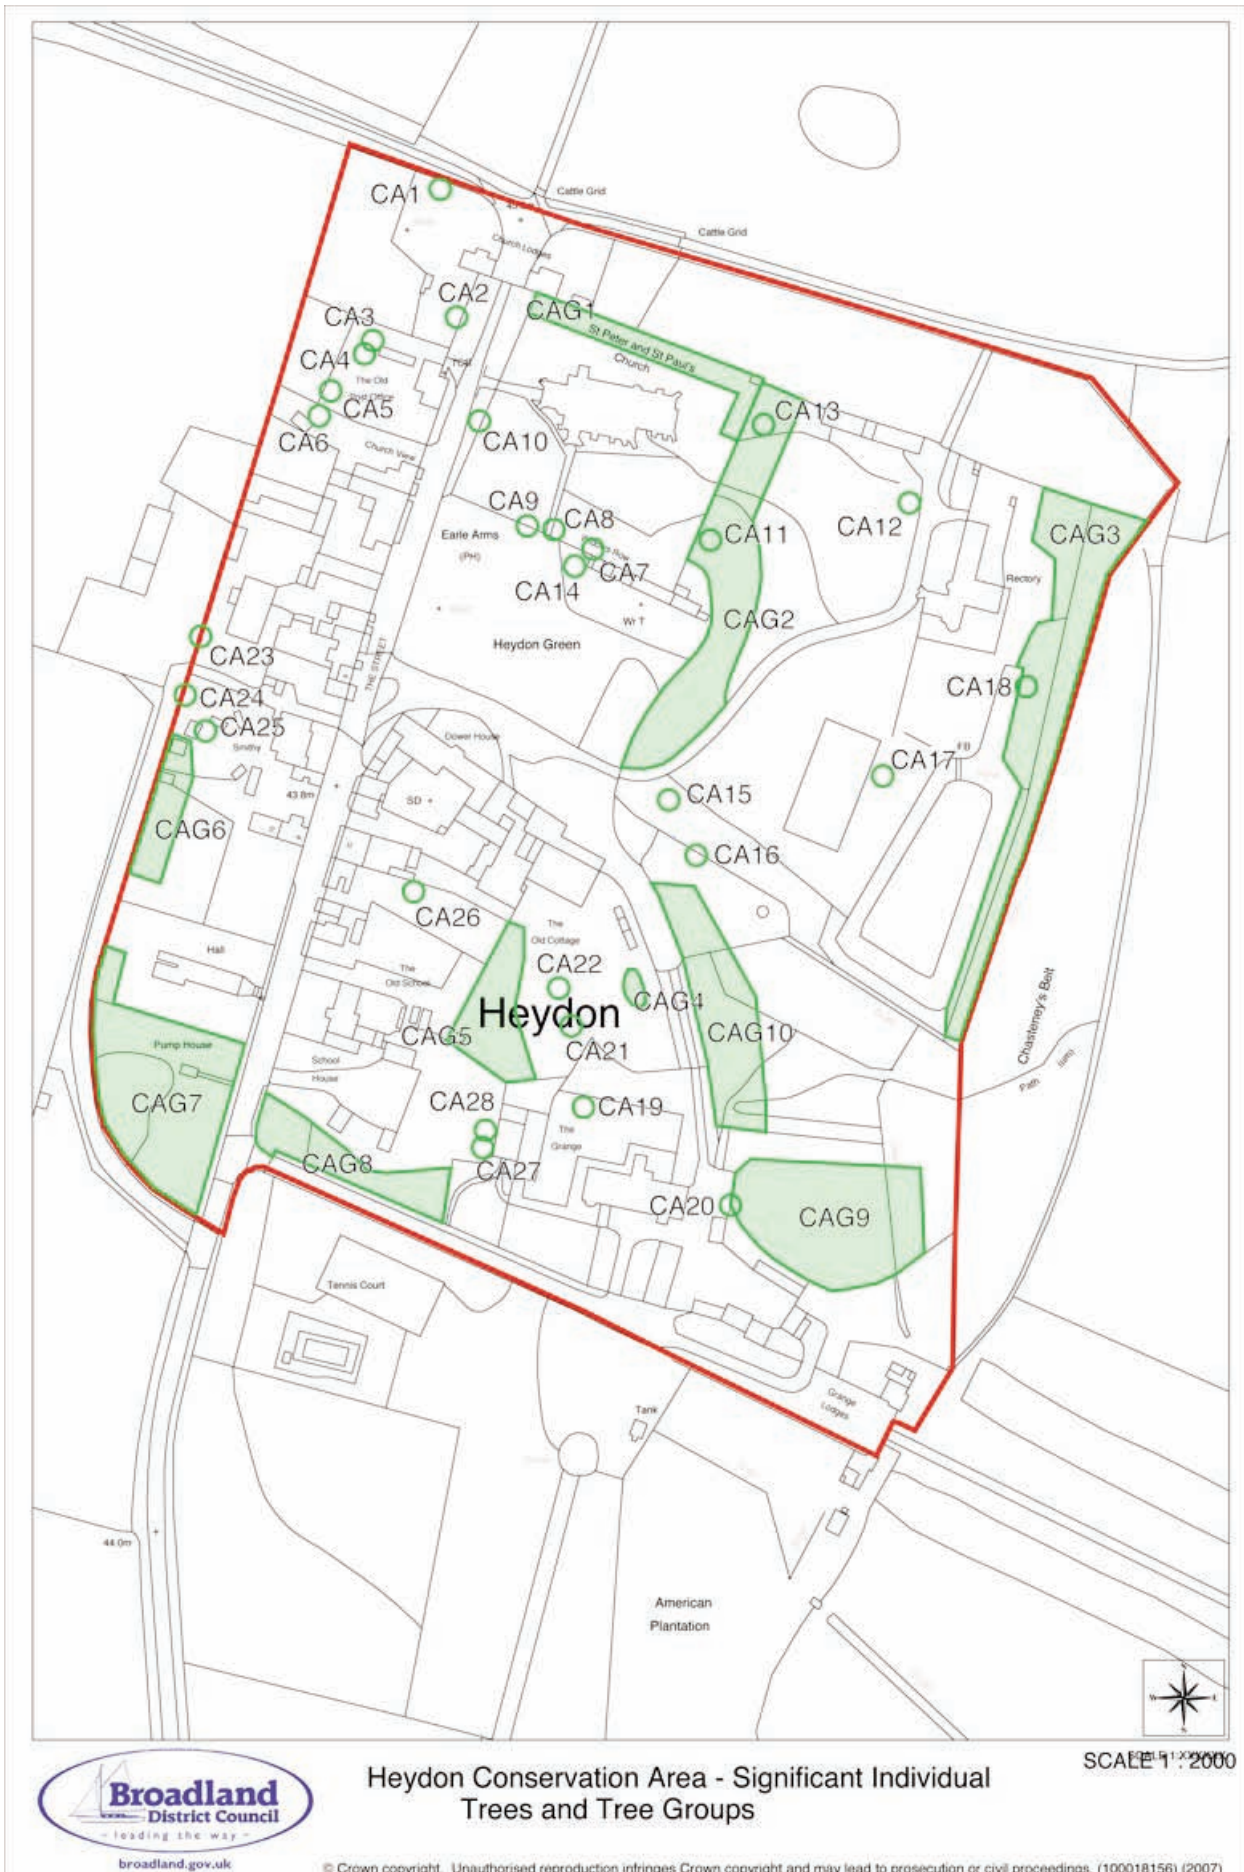 Cattle Grid
CA1
Cattle Grid
Church Lodges
CA2
CAG1
CA3
St Peter and St Paul's
Church
CA4
The Old
Post Office
CA5
CA13
CA6
CA10
Church View
CA9
CA8
CA12
CA11
CAG3
Earle Arms
(PH)
CA7
CA14
Rectory
CAG2
Wr T
Heydon Green
CA23
THE STREET
CA18
CA24
CA25
Smithy
Dower House
FB
CA17
43.8m
SD
CA15
CAG6
CA16
CA26
The
Old Cottage
Hall
The
Old School
CA22
CAG4
Heydon
Chasteney's Belt
CAG5
CAG10
CA21
Pump House
School
House
Path (um)
CAG7
CA28
CA19
The
Grange
CAG8
CA27
CA20
CAG9
Tennis Court
Grange
Lodges
Tank
44.0m
American
Plantation
N
W
E
S
SCALE 1 : 2000
Broadland
District Council
- leading the way -
broadland.gov.uk
Heydon Conservation Area - Significant Individual
Trees and Tree Groups
© Crown copyright. Unauthorised reproduction infringes Crown copyright and may lead to prosecution or civil proceedings. (100018156) (2007)